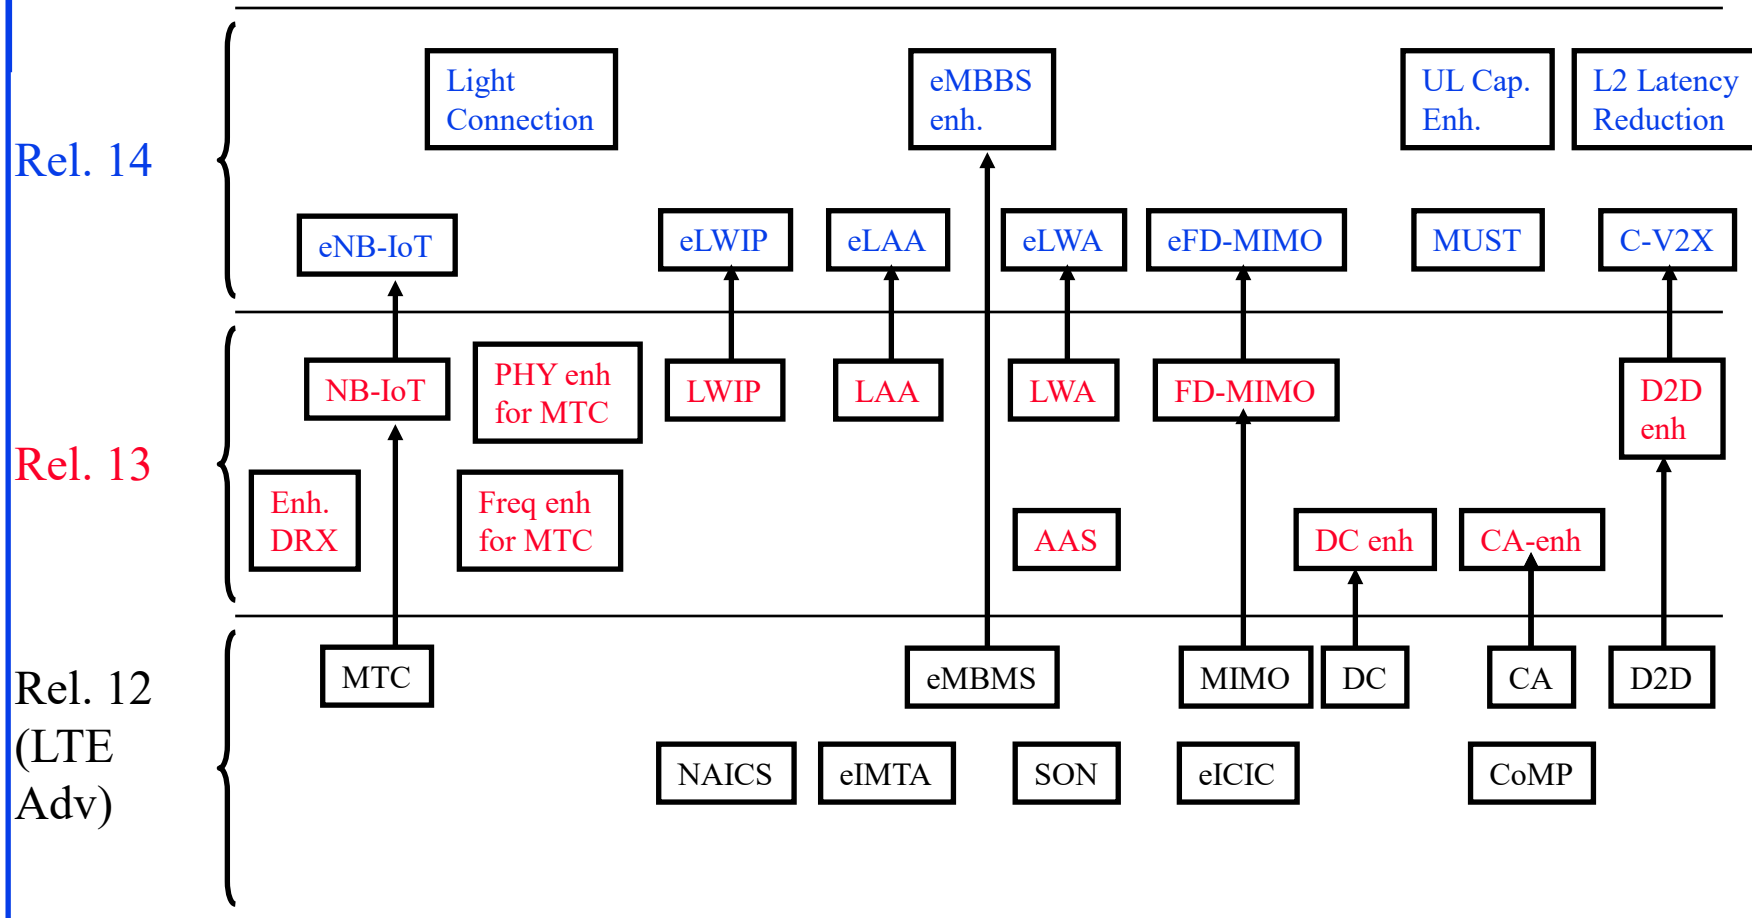 Rel. 14
Light
Connection
eMBBS
enh.
UL Cap.
Enh.
L2 Latency
Reduction
eNB-IoT
eLWIP
eLAA
eLWA
eFD-MIMO
MUST
C-V2X
Rel. 13
NB-IoT
PHY enh
for MTC
LWIP
LAA
LWA
FD-MIMO
D2D
enh
Enh.
DRX
Freq enh
for MTC
AAS
DC enh
CA-enh
Rel. 12
(LTE
Adv)
MTC
eMBMS
MIMO
DC
CA
D2D
NAICS
eIMTA
SON
eICIC
CoMP